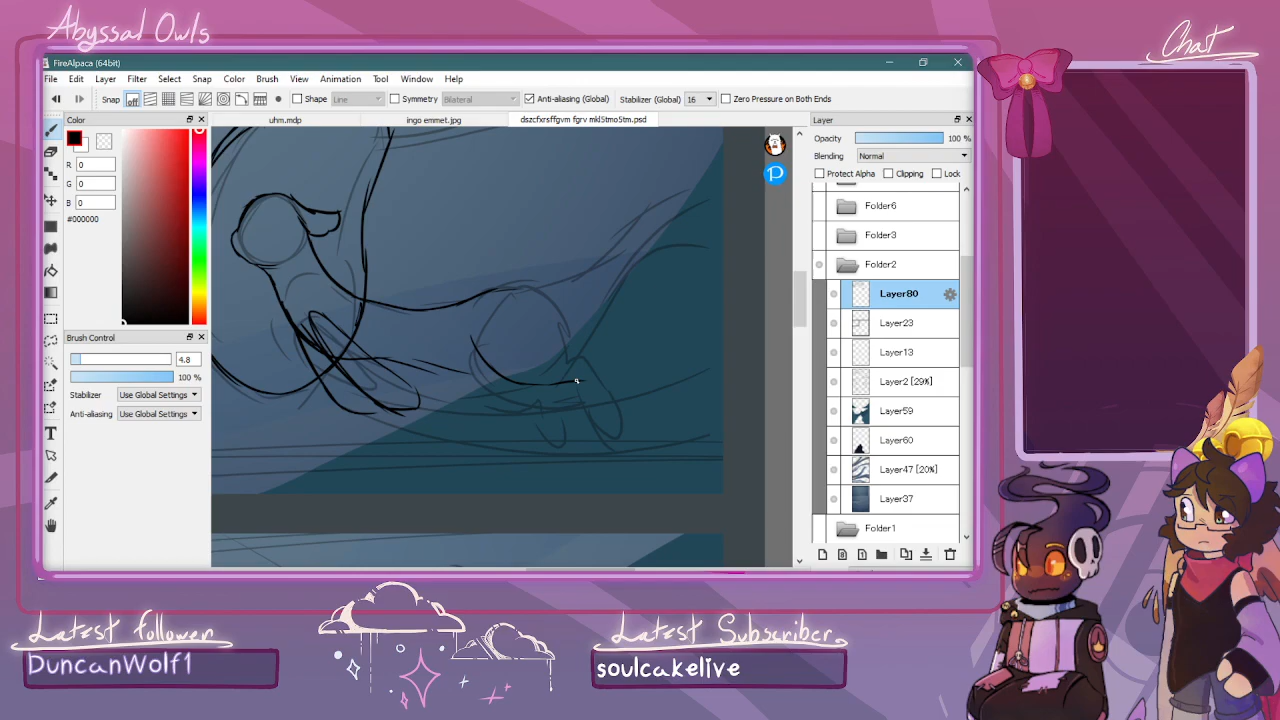 Abyssal Owls
Chat
FireAlpaca (64bit)
File Edit Layer Filter Select Snap Color Brush View Animation Tool Window Help
Snap off Shape Line Symmetry Bilateral Anti-aliasing (Global) Stabilizer (Global) 16 Zero Pressure on Both Ends
Color
uhm.mdp
ingo emmet.jpg
dszcfxrsffgvm fgrv mkl5tmo5tm.psd
Layer
R 0
G 0
B 0
#000000
Opacity 100 %
Blending Normal
Protect Alpha Clipping Lock
Folder6
Folder3
Folder2
Layer80
Layer23
Layer13
Layer2 [29%]
Layer59
Layer60
Layer47 [20%]
Layer37
Folder1
Brush Control
4.8
100 %
Stabilizer Use Global Settings
Anti-aliasing Use Global Settings
Latest follower
DuncanWolf1
Latest Subscriber
soulcakelive